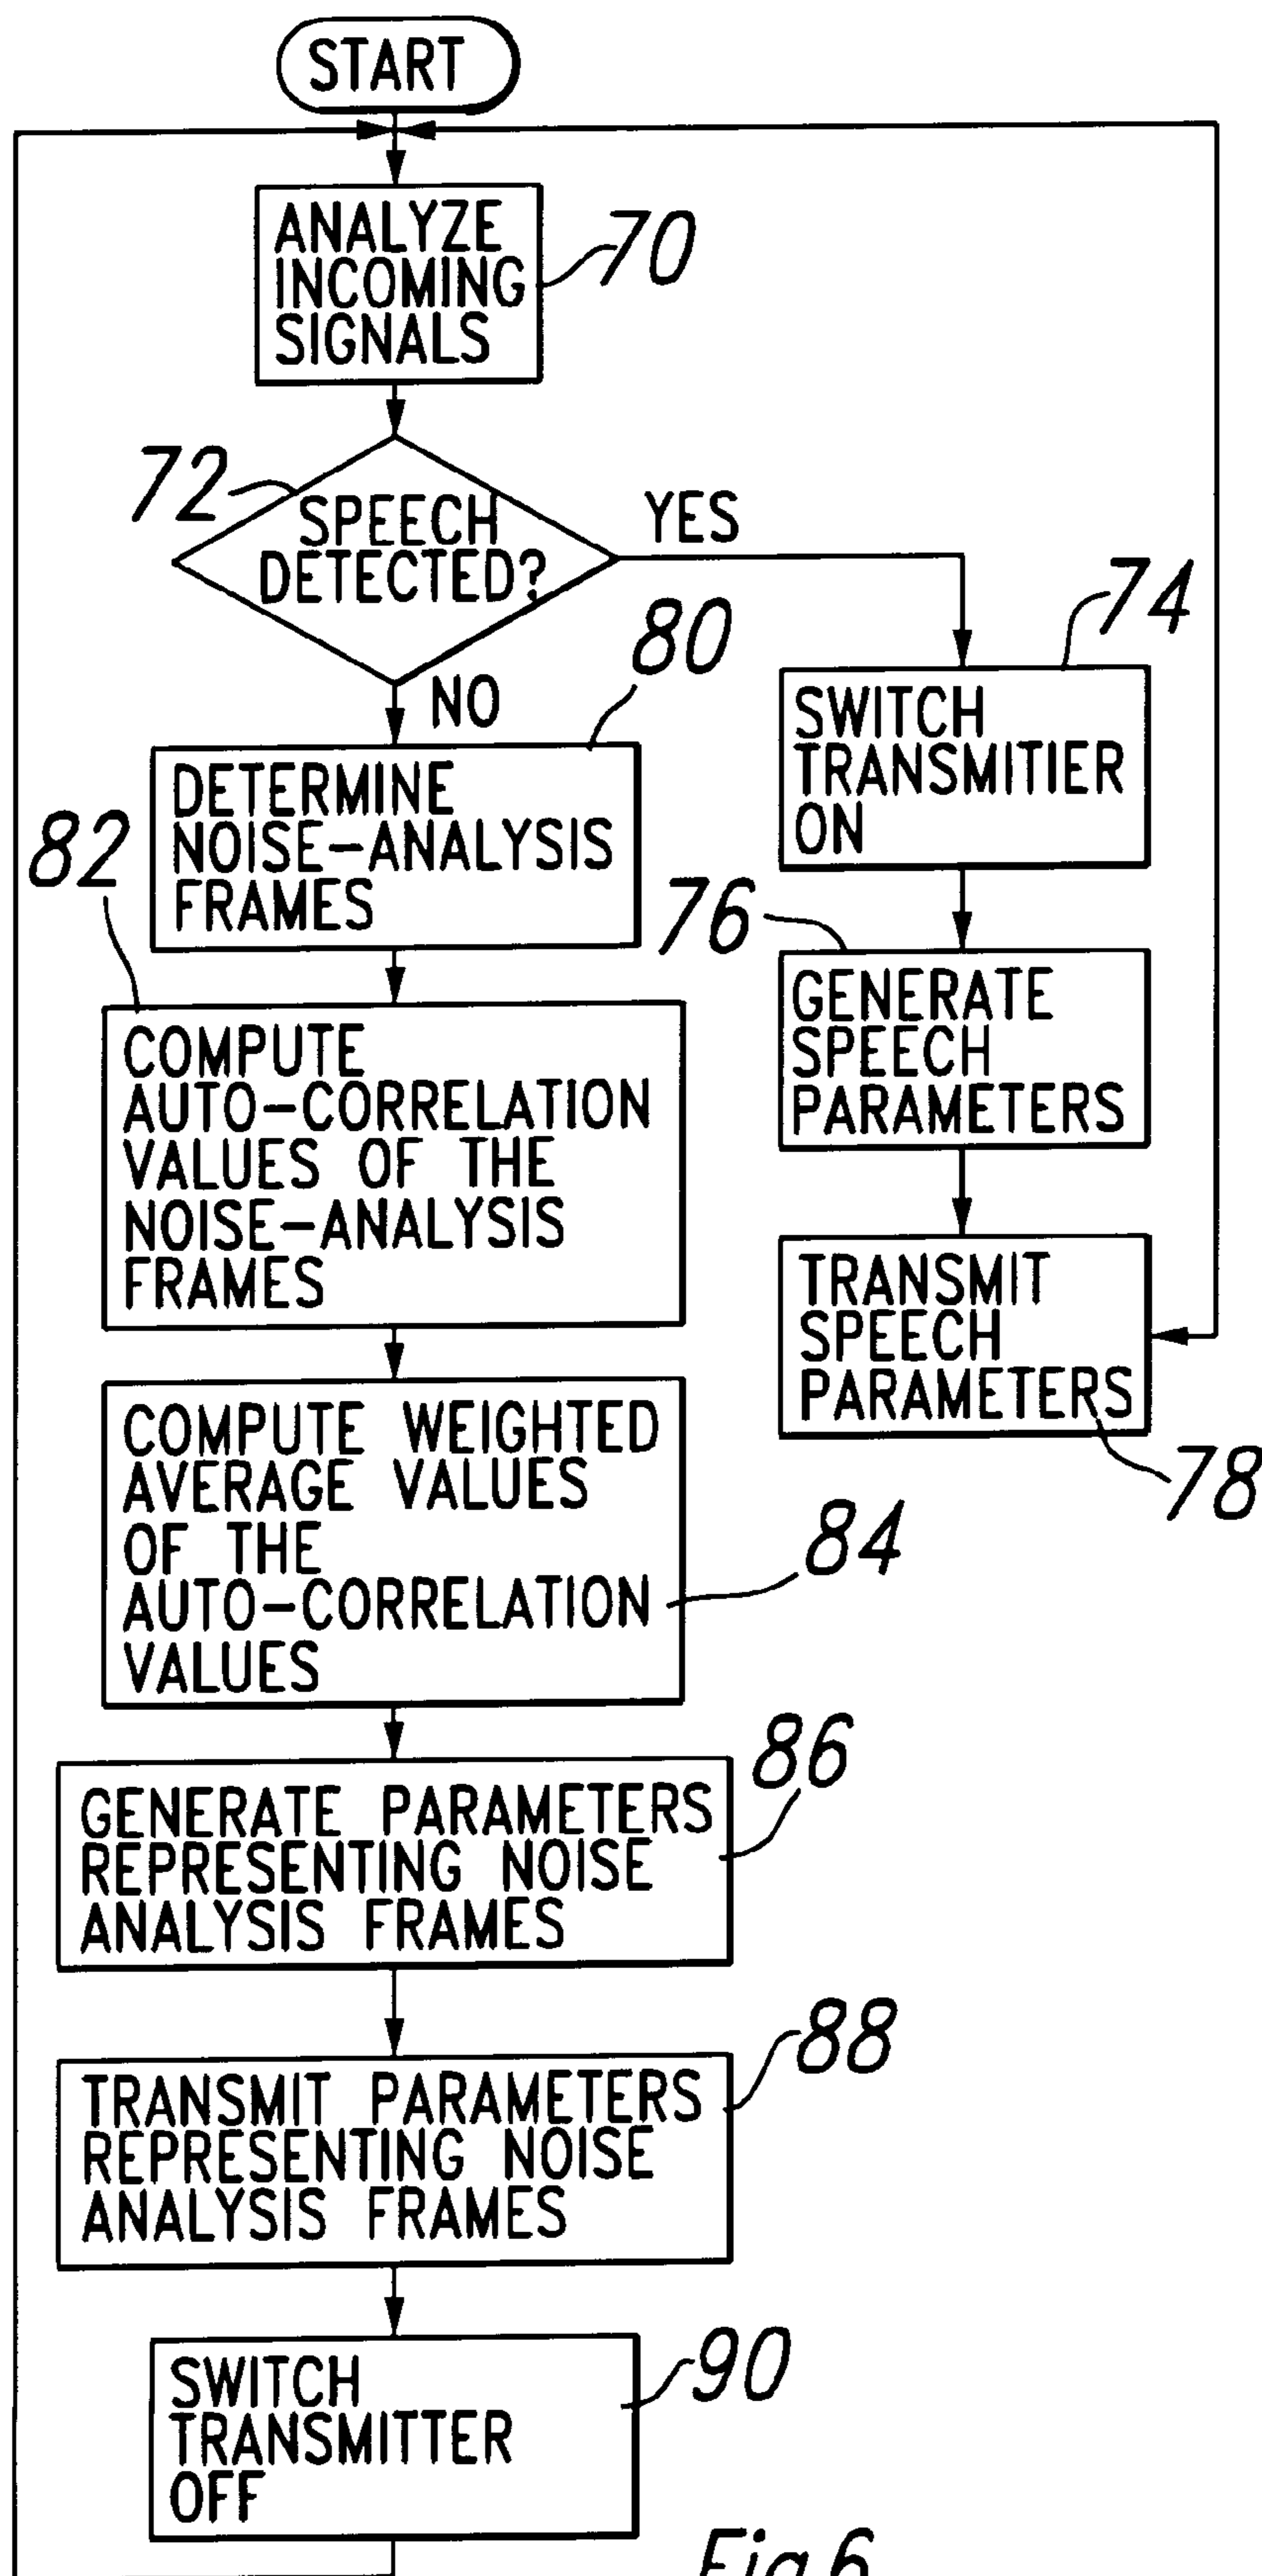 START
ANALYZE
INCOMING
SIGNALS
70
72
SPEECH
DETECTED?
YES
NO
74
SWITCH
TRANSMITIER
ON
76
GENERATE
SPEECH
PARAMETERS
TRANSMIT
SPEECH
PARAMETERS
78
80
DETERMINE
NOISE-ANALYSIS
FRAMES
82
COMPUTE
AUTO-CORRELATION
VALUES OF THE
NOISE-ANALYSIS
FRAMES
COMPUTE WEIGHTED
AVERAGE VALUES
OF THE
AUTO-CORRELATION
VALUES
84
GENERATE PARAMETERS
REPRESENTING NOISE
ANALYSIS FRAMES
86
TRANSMIT PARAMETERS
REPRESENTING NOISE
ANALYSIS FRAMES
88
SWITCH
TRANSMITTER
OFF
90
Fig.6